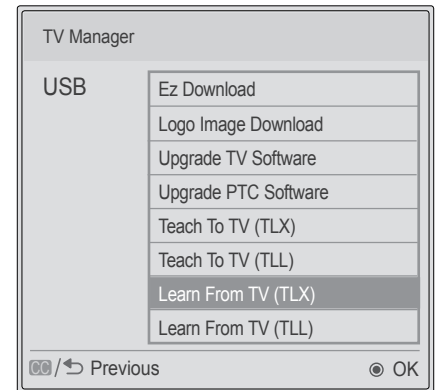 TV Manager
USB
Ez Download
Logo Image Download
Upgrade TV Software
Upgrade PTC Software
Teach To TV (TLX)
Teach To TV (TLL)
Learn From TV (TLX)
Learn From TV (TLL)
CC / Previous OK